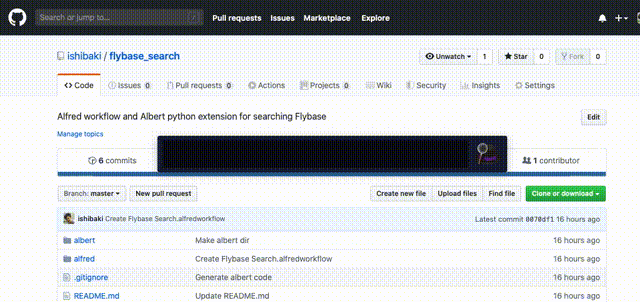 Search or jump to... / Pull requests Issues Marketplace Explore
ishibaki / flybase_search Unwatch 1 Star 0 Fork 0
Code Issues 0 Pull requests 0 Actions Projects 0 Wiki Security Insights Settings
Alfred workflow and Albert python extension for searching Flybase Edit
Manage topics
6 commits 1 contributor
Branch: master New pull request Create new file Upload files Find file Clone or download
ishibaki Create Flybase Search.alfredworkflow Latest commit 0070df1 16 hours ago
albert Make albert dir 16 hours ago
alfred Create Flybase Search.alfredworkflow 16 hours ago
.gitignore Generate albert code 16 hours ago
README.md Update README.md 16 hours ago